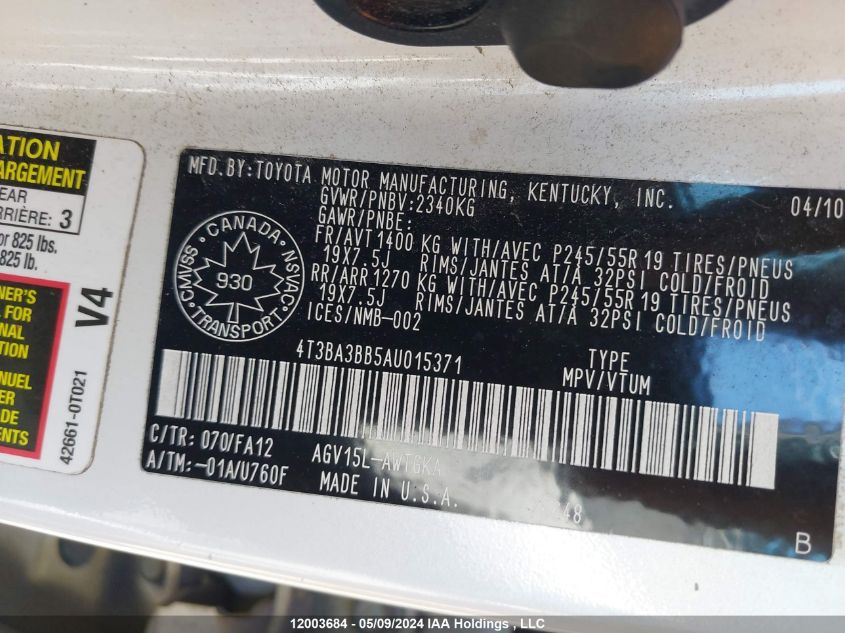 ATION
ARGEMENT
EAR
RRIÈRE: 3
or 825 lbs.
825 lb.
NER'S
FOR
NAL
TION
NUEL
ER
DE
ENTS
V4
42661-0T021
MFD.BY:TOYOTA MOTOR MANUFACTURING, KENTUCKY, INC. 04/10
GVWR/PNBV:2340KG
GAWR/PNBE:
FR/AVT1400 KG WITH/AVEC P245/55R19 TIRES/PNEUS
19X7.5J RIMS/JANTES AT/A 32PSI COLD/FROID
RR/ARR1270 KG WITH/AVEC P245/55R19 TIRES/PNEUS
19X7.5J RIMS/JANTES AT/A 32PSI COLD/FROID
ICES/NMB-002
CANADA
CMVSS 930 NSVAC
TRANSPORT
4T3BA3BB5AU015371 TYPE
MPV/VTUM
C/TR: 070/FA12 AGV15L-AWTGKA
A/TM:-01A/U760F MADE IN U.S.A.
48
B
12003684 - 05/09/2024 IAA Holdings , LLC